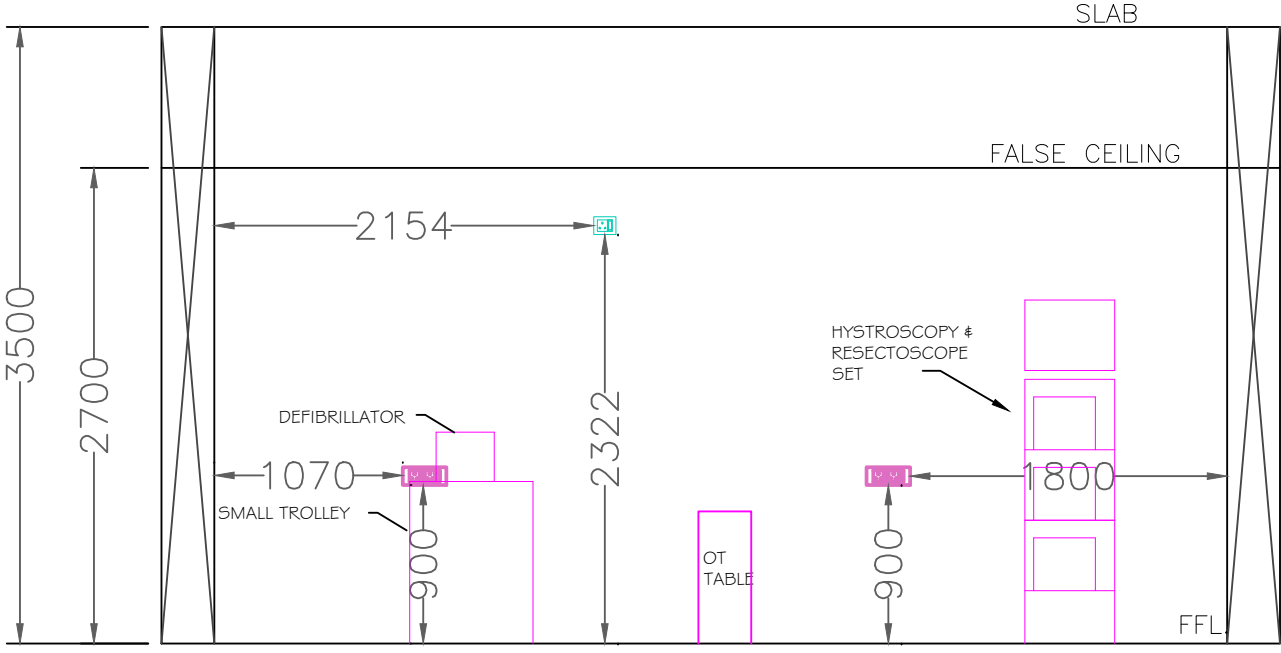 SLAB
FALSE CEILING
2154
3500
2700
HYSTROSCOPY &
RESECTOSCOPE
SET
DEFIBRILLATOR
2322
1070
1800
SMALL TROLLEY
900
OT
TABLE
900
FFL